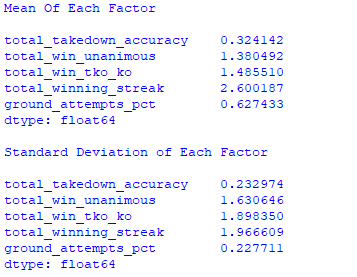 Mean Of Each Factor
total_takedown_accuracy 0.324142
total_win_unanimous 1.380492
total_win_tko_ko 1.485510
total_winning_streak 2.600187
ground_attempts_pct 0.627433
dtype: float64
Standard Deviation of Each Factor
total_takedown_accuracy 0.232974
total_win_unanimous 1.630646
total_win_tko_ko 1.898350
total_winning_streak 1.966609
ground_attempts_pct 0.227711
dtype: float64